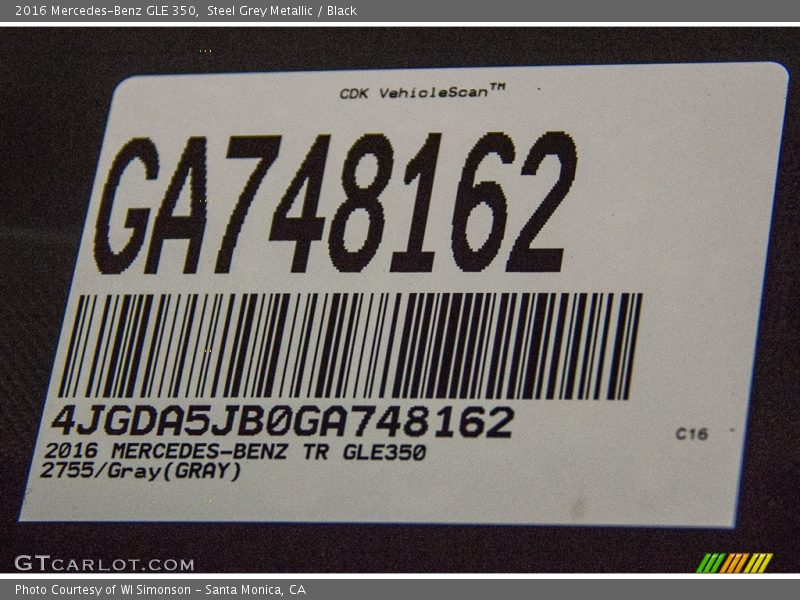 2016 Mercedes-Benz GLE 350,  Steel Grey Metallic / Black
CDK VehicleScan™
GA748162
4JGDA5JB0GA748162
C16
2016 MERCEDES-BENZ TR GLE350
2755/Gray(GRAY)
GTCARLOT.COM
Photo Courtesy of WI Simonson - Santa Monica, CA